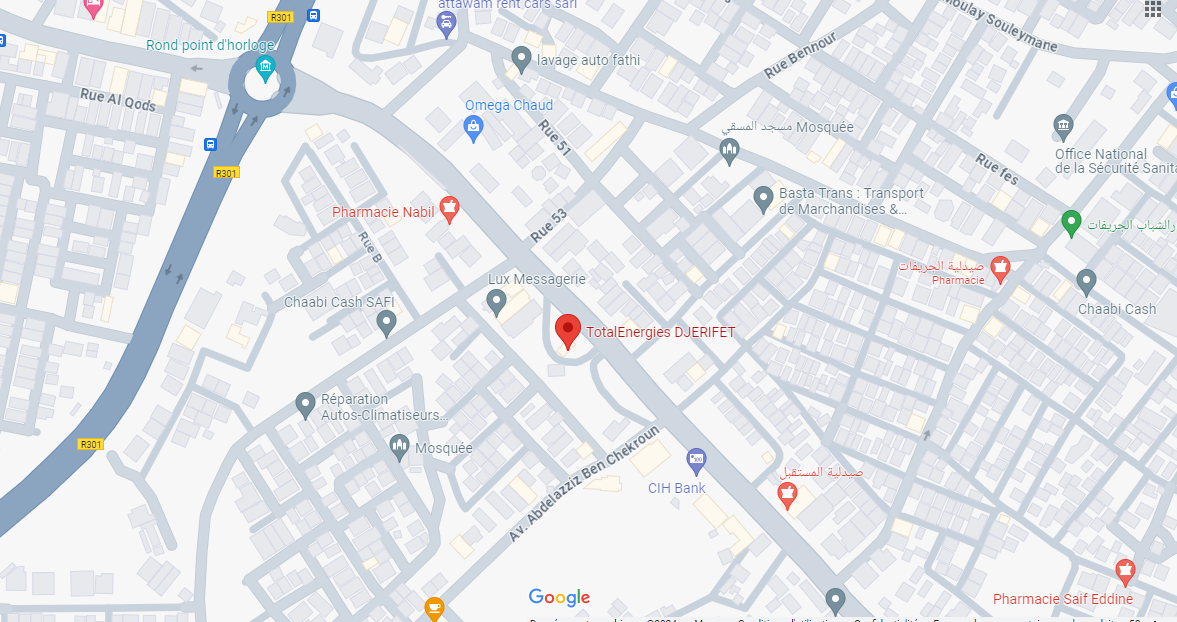 attawam rent cars sarl
R301
Rond point d'horloge
lavage auto fathi
Rue Bennour
Moulay Souleymane
Rue Al Qods
Omega Chaud
Rue 51
مسجد المسقي Mosquée
Office National
de la Sécurité Sanita
R301
Rue fes
Pharmacie Nabil
Rue 53
Basta Trans : Transport
de Marchandises &...
Rue B
صيدلية الجريفات
Pharmacie
Lux Messagerie
Chaabi Cash SAFI
Chaabi Cash
TotalEnergies DJERIFET
Réparation
Autos-Climatiseurs...
R301
Mosquée
Av. Abdelazziz Ben Chekroun
CIH Bank
صيدلية المستقبل
Google
Pharmacie Saif Eddine